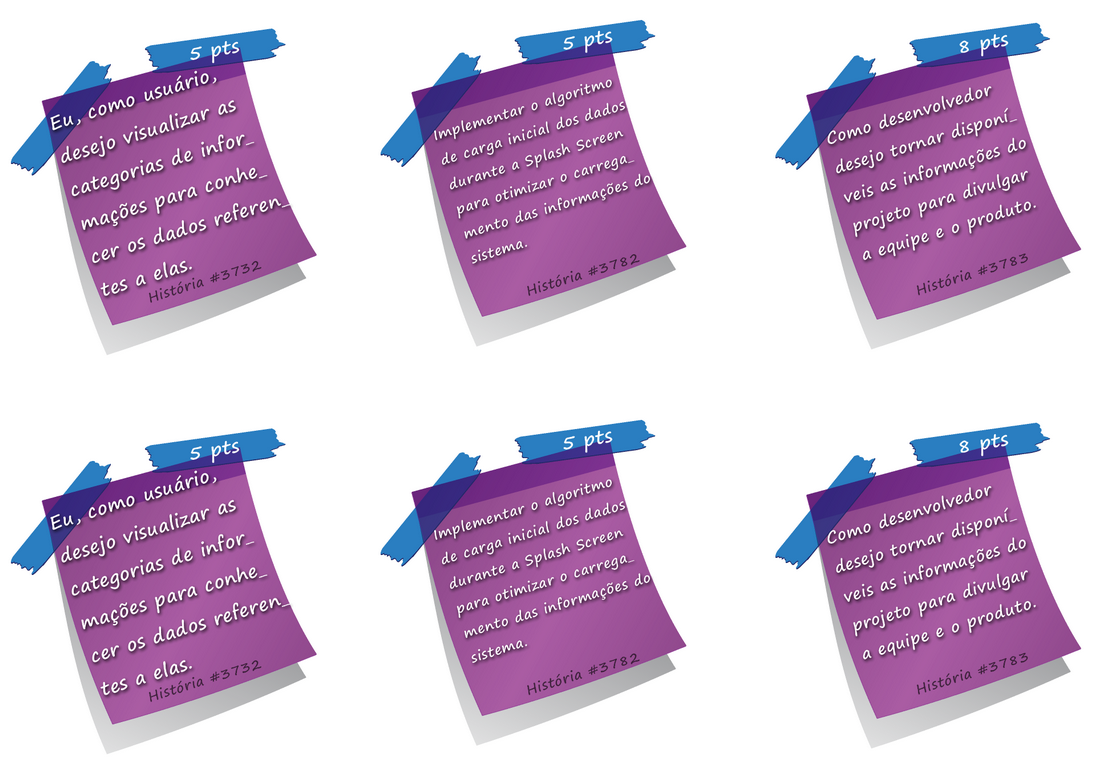 5 pts
Eu, como usuário,
desejo visualizar as
categorias de infor_
mações para conhe_
cer os dados referen_
tes a elas.
História #3732
5 pts
Implementar o algoritmo
de carga inicial dos dados
durante a Splash Screen
para otimizar o carrega_
mento das informações do
sistema.
História #3782
8 pts
Como desenvolvedor
desejo tornar disponí_
veis as informações do
projeto para divulgar
a equipe e o produto.
História #3783
5 pts
Eu, como usuário,
desejo visualizar as
categorias de infor_
mações para conhe_
cer os dados referen_
tes a elas.
História #3732
5 pts
Implementar o algoritmo
de carga inicial dos dados
durante a Splash Screen
para otimizar o carrega_
mento das informações do
sistema.
História #3782
8 pts
Como desenvolvedor
desejo tornar disponí_
veis as informações do
projeto para divulgar
a equipe e o produto.
História #3783